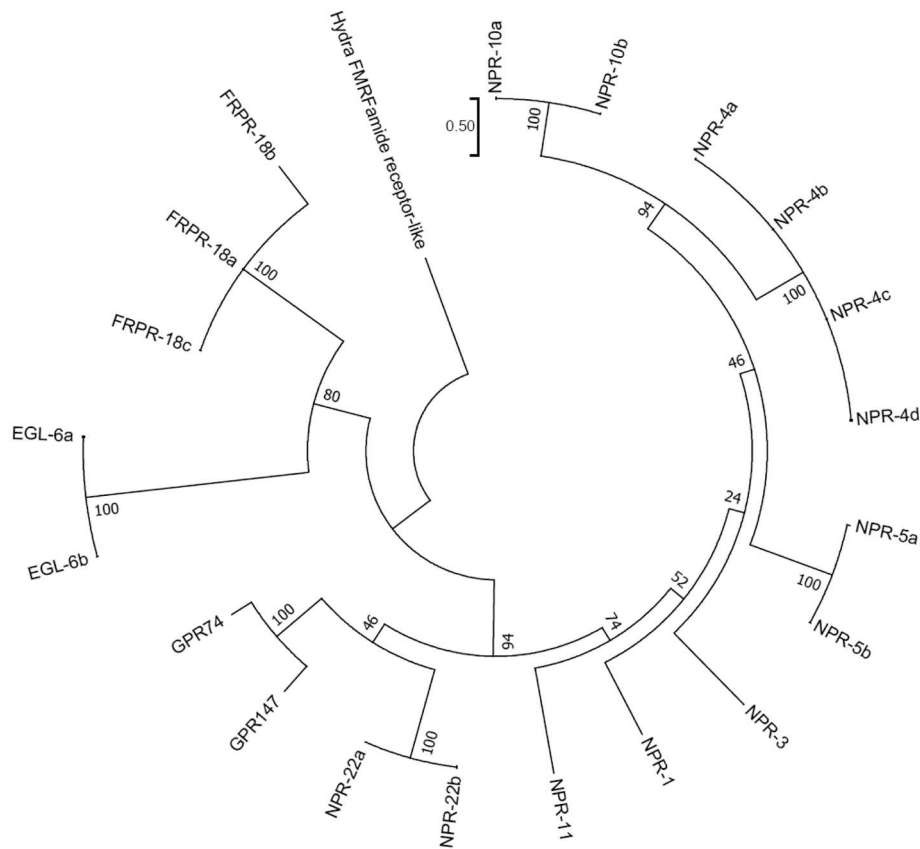 Hydra FMRFamide receptor-like
NPR-10a
NPR-10b
100
0.50
94
NPR-4a
NPR-4b
NPR-4c
NPR-4d
100
46
NPR-5a
NPR-5b
100
24
NPR-3
52
NPR-1
74
NPR-11
94
NPR-22b
NPR-22a
100
46
GPR147
GPR74
100
EGL-6b
EGL-6a
100
80
FRPR-18c
FRPR-18a
FRPR-18b
100